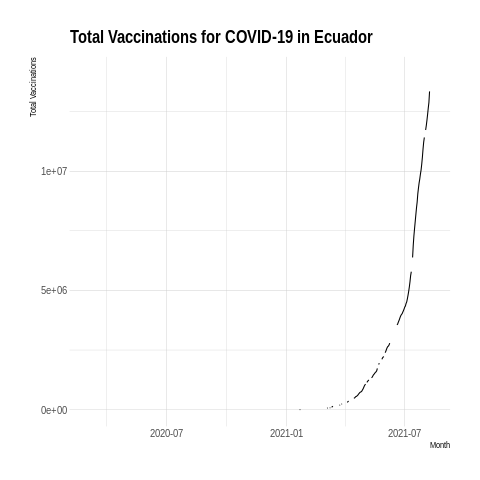 Total Vaccinations for COVID-19 in Ecuador
Total Vaccinations
1e+07
5e+06
0e+00
2020-07 2021-01 2021-07
Month